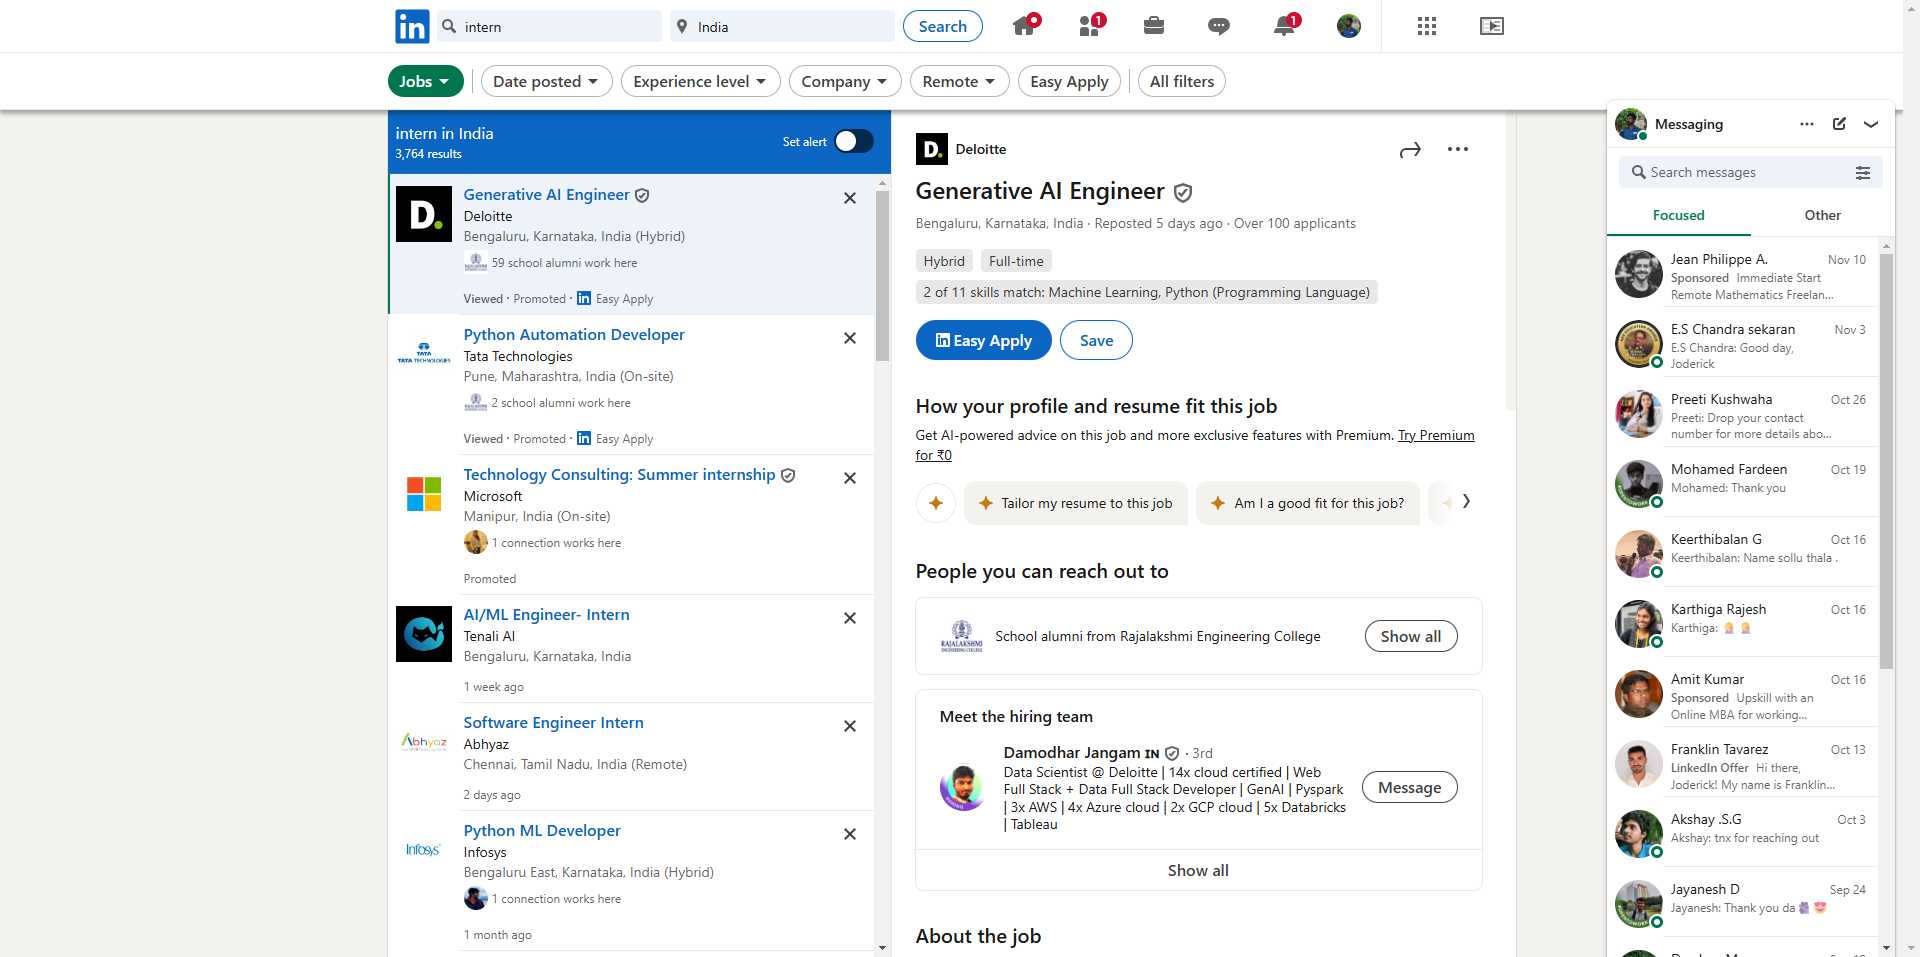 in
intern
India
Search
1
1
Jobs
Date posted
Experience level
Company
Remote
Easy Apply
All filters
intern in India
3,764 results
Set alert
D.
Generative AI Engineer
Deloitte
Bengaluru, Karnataka, India (Hybrid)
59 school alumni work here
Viewed · Promoted · in Easy Apply
TATA
TATA TECHNOLOGIES
Python Automation Developer
Tata Technologies
Pune, Maharashtra, India (On-site)
2 school alumni work here
Viewed · Promoted · in Easy Apply
Technology Consulting: Summer internship
Microsoft
Manipur, India (On-site)
1 connection works here
Promoted
AI/ML Engineer- Intern
Tenali AI
Bengaluru, Karnataka, India
1 week ago
Abhyaz
Software Engineer Intern
Abhyaz
Chennai, Tamil Nadu, India (Remote)
2 days ago
Infosys
Python ML Developer
Infosys
Bengaluru East, Karnataka, India (Hybrid)
1 connection works here
1 month ago
D. Deloitte
Generative AI Engineer
Bengaluru, Karnataka, India · Reposted 5 days ago · Over 100 applicants
Hybrid
Full-time
2 of 11 skills match: Machine Learning, Python (Programming Language)
in Easy Apply
Save
How your profile and resume fit this job
Get AI-powered advice on this job and more exclusive features with Premium. Try Premium
for ₹0
Tailor my resume to this job
Am I a good fit for this job?
People you can reach out to
RAJALAKSHMI
ENGINEERING COLLEGE
School alumni from Rajalakshmi Engineering College
Show all
Meet the hiring team
Damodhar Jangam IN · 3rd
Data Scientist @ Deloitte | 14x cloud certified | Web
Full Stack + Data Full Stack Developer | GenAI | Pyspark
| 3x AWS | 4x Azure cloud | 2x GCP cloud | 5x Databricks
| Tableau
Message
Show all
About the job
Messaging
Search messages
Focused
Other
Jean Philippe A.
Nov 10
Sponsored Immediate Start
Remote Mathematics Freelan...
E.S Chandra sekaran
Nov 3
E.S Chandra: Good day,
Joderick
Preeti Kushwaha
Oct 26
Preeti: Drop your contact
number for more details abo...
Mohamed Fardeen
Oct 19
Mohamed: Thank you
Keerthibalan G
Oct 16
Keerthibalan: Name sollu thala .
Karthiga Rajesh
Oct 16
Karthiga:
Amit Kumar
Oct 16
Sponsored Upskill with an
Online MBA for working...
Franklin Tavarez
Oct 13
LinkedIn Offer Hi there,
Joderick! My name is Franklin...
Akshay .S.G
Oct 3
Akshay: tnx for reaching out
Jayanesh D
Sep 24
Jayanesh: Thank you da